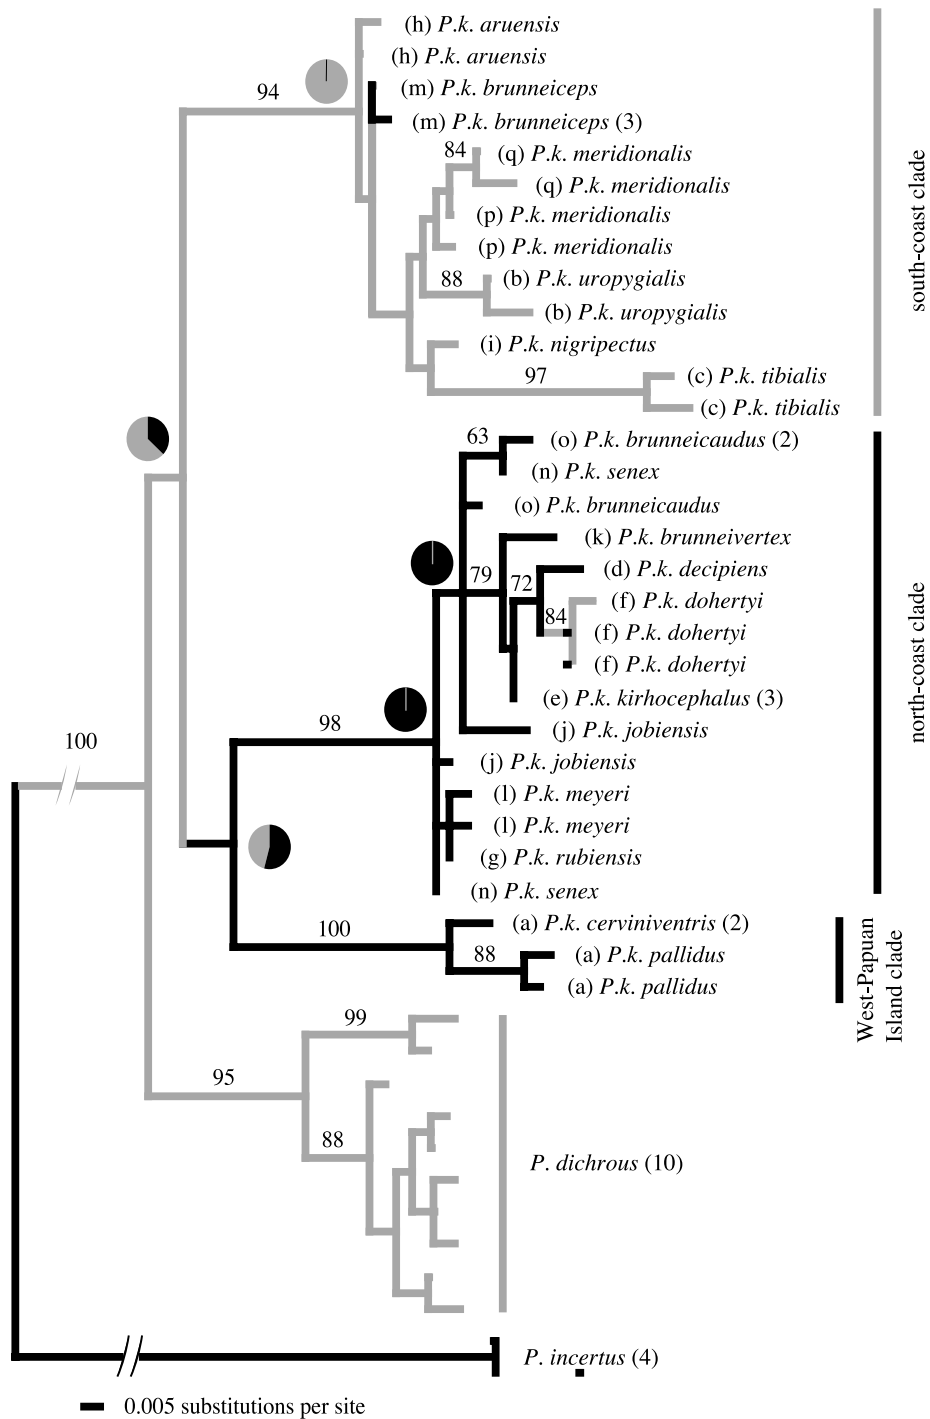 (h) P.k. aruensis
(h) P.k. aruensis
(m) P.k. brunneiceps
94
(m) P.k. brunneiceps (3)
84
(q) P.k. meridionalis
(q) P.k. meridionalis
(p) P.k. meridionalis
(p) P.k. meridionalis
88
(b) P.k. uropygialis
(b) P.k. uropygialis
(i) P.k. nigripectus
97
(c) P.k. tibialis
(c) P.k. tibialis
south-coast clade
63
(o) P.k. brunneicaudus (2)
(n) P.k. senex
(o) P.k. brunneicaudus
(k) P.k. brunneivertex
79
72
(d) P.k. decipiens
(f) P.k. dohertyi
84
(f) P.k. dohertyi
(f) P.k. dohertyi
(e) P.k. kirhocephalus (3)
98
(j) P.k. jobiensis
100
(j) P.k. jobiensis
(l) P.k. meyeri
(l) P.k. meyeri
(g) P.k. rubiensis
(n) P.k. senex
north-coast clade
100
(a) P.k. cerviniventris (2)
88
(a) P.k. pallidus
(a) P.k. pallidus
West-Papuan
Island clade
99
95
88
P. dichrous (10)
P. incertus (4)
0.005 substitutions per site